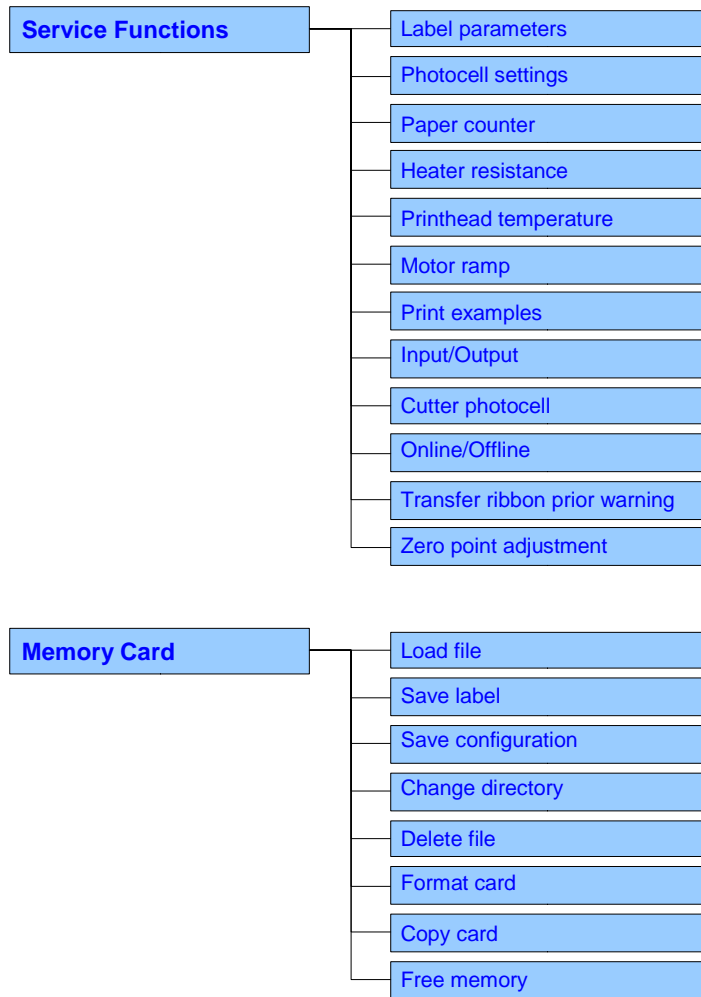 Service Functions
Label parameters
Photocell settings
Paper counter
Heater resistance
Printhead temperature
Motor ramp
Print examples
Input/Output
Cutter photocell
Online/Offline
Transfer ribbon prior warning
Zero point adjustment
Memory Card
Load file
Save label
Save configuration
Change directory
Delete file
Format card
Copy card
Free memory